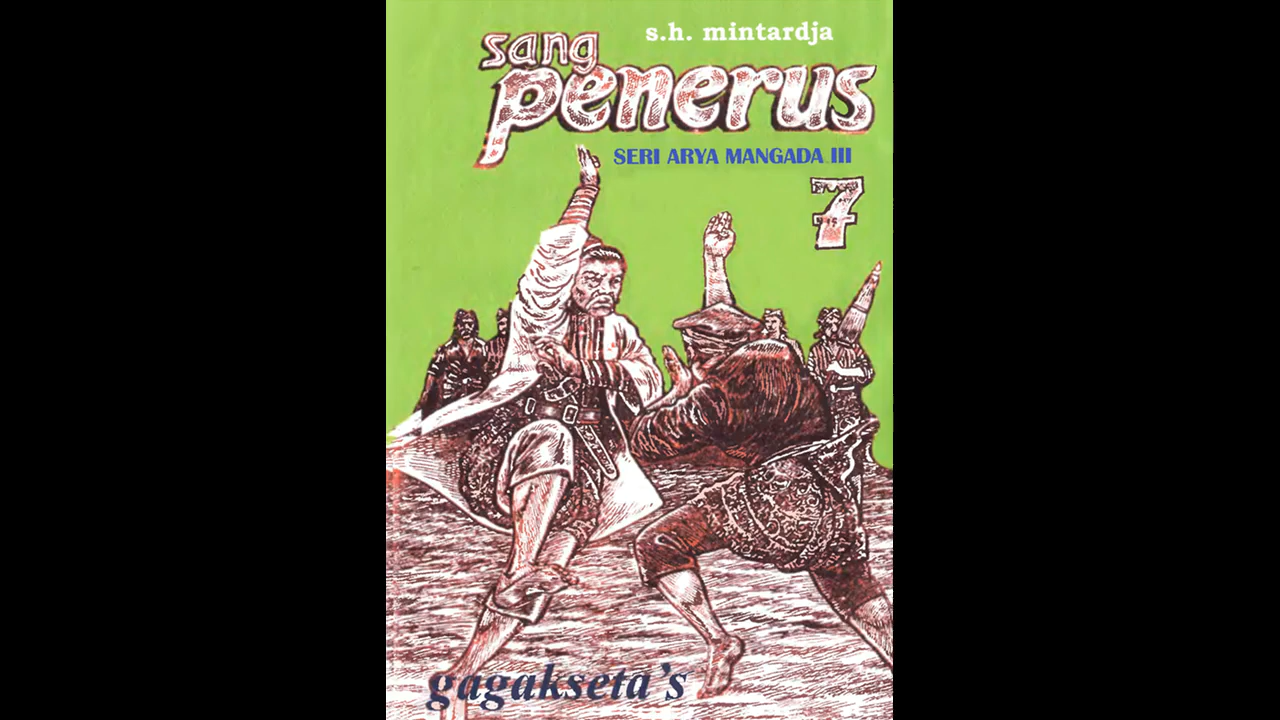 s.h. mintardja
sang
penerus
SERI ARYA MANGADA III
7
gagakseta's